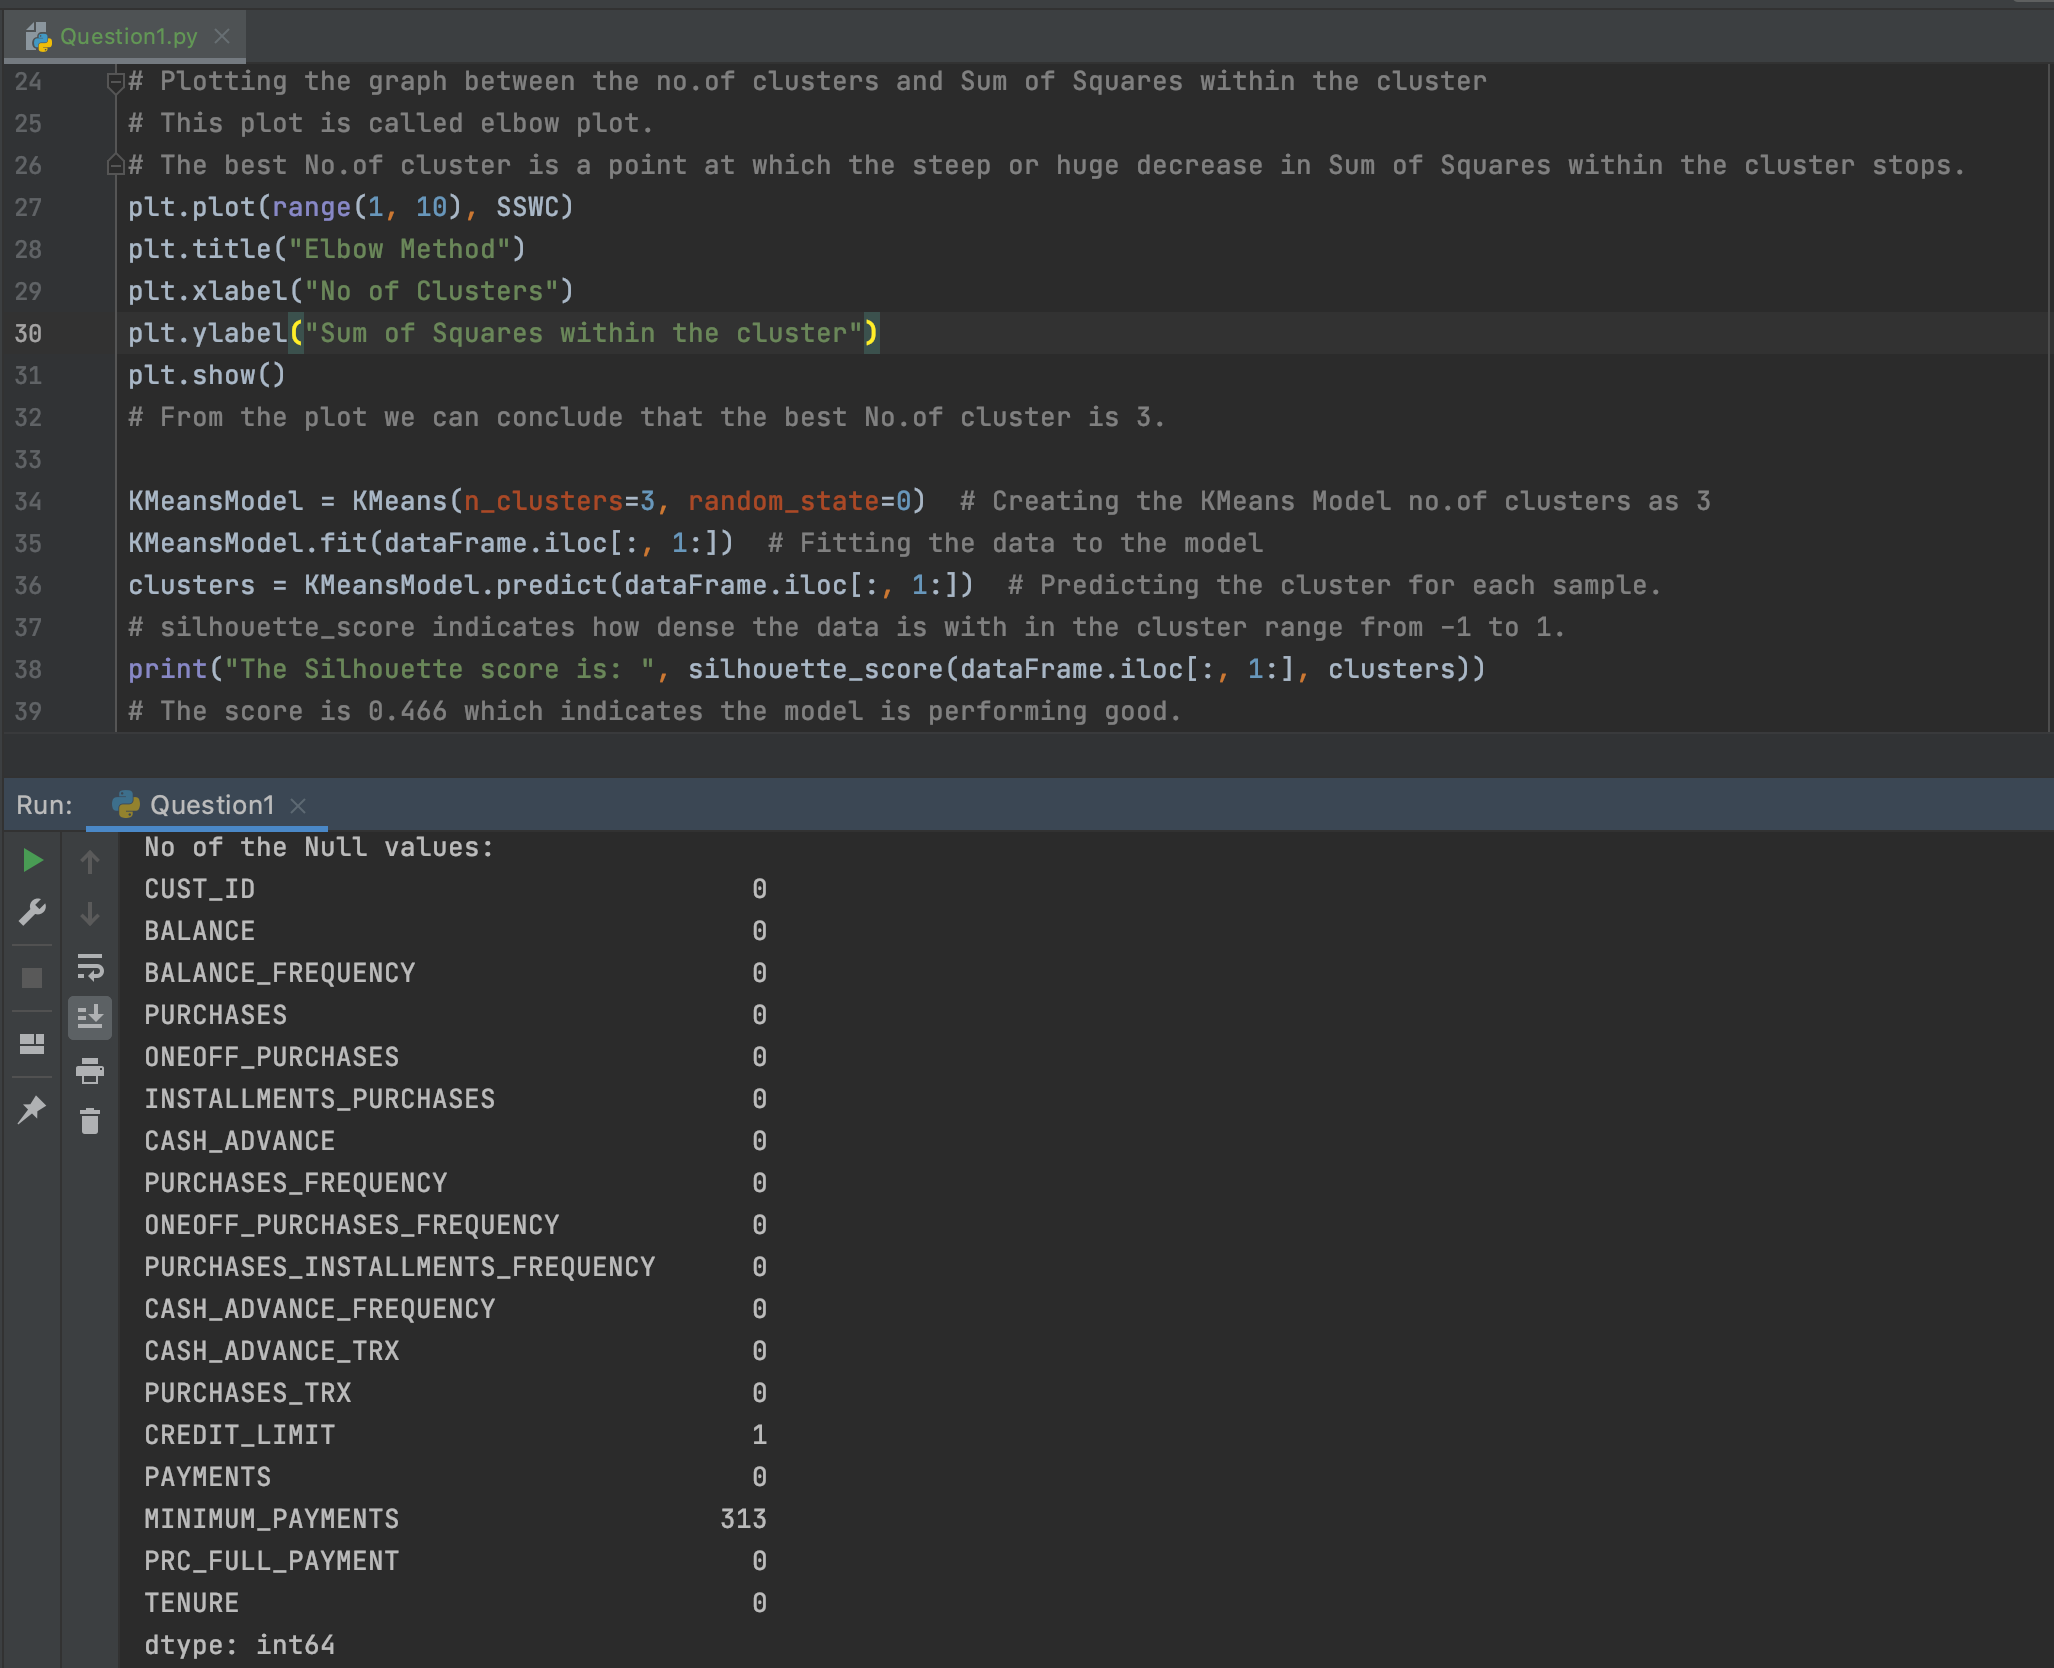 Question1.py
24 # Plotting the graph between the no.of clusters and Sum of Squares within the cluster
25 # This plot is called elbow plot.
26 # The best No.of cluster is a point at which the steep or huge decrease in Sum of Squares within the cluster stops.
27 plt.plot(range(1, 10), SSWC)
28 plt.title("Elbow Method")
29 plt.xlabel("No of Clusters")
30 plt.ylabel("Sum of Squares within the cluster")
31 plt.show()
32 # From the plot we can conclude that the best No.of cluster is 3.
33
34 KMeansModel = KMeans(n_clusters=3, random_state=0)  # Creating the KMeans Model no.of clusters as 3
35 KMeansModel.fit(dataFrame.iloc[:, 1:])  # Fitting the data to the model
36 clusters = KMeansModel.predict(dataFrame.iloc[:, 1:])  # Predicting the cluster for each sample.
37 # silhouette_score indicates how dense the data is with in the cluster range from -1 to 1.
38 print("The Silhouette score is: ", silhouette_score(dataFrame.iloc[:, 1:], clusters))
39 # The score is 0.466 which indicates the model is performing good.
Run: Question1
No of the Null values:
CUST_ID 0
BALANCE 0
BALANCE_FREQUENCY 0
PURCHASES 0
ONEOFF_PURCHASES 0
INSTALLMENTS_PURCHASES 0
CASH_ADVANCE 0
PURCHASES_FREQUENCY 0
ONEOFF_PURCHASES_FREQUENCY 0
PURCHASES_INSTALLMENTS_FREQUENCY 0
CASH_ADVANCE_FREQUENCY 0
CASH_ADVANCE_TRX 0
PURCHASES_TRX 0
CREDIT_LIMIT 1
PAYMENTS 0
MINIMUM_PAYMENTS 313
PRC_FULL_PAYMENT 0
TENURE 0
dtype: int64